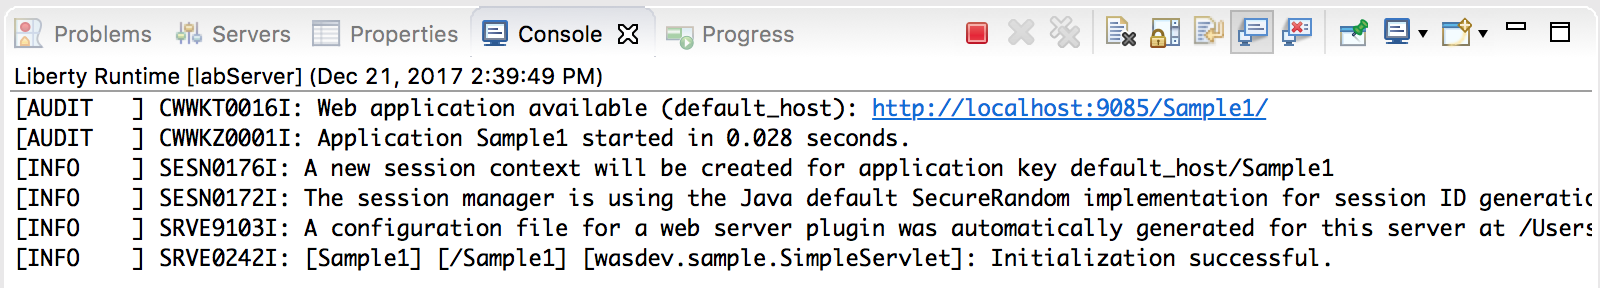 Problems Servers Properties Console Progress
Liberty Runtime [labServer] (Dec 21, 2017 2:39:49 PM)
[AUDIT   ] CWWKT0016I: Web application available (default_host): http://localhost:9085/Sample1/
[AUDIT   ] CWWKZ0001I: Application Sample1 started in 0.028 seconds.
[INFO    ] SESN0176I: A new session context will be created for application key default_host/Sample1
[INFO    ] SESN0172I: The session manager is using the Java default SecureRandom implementation for session ID generatio
[INFO    ] SRVE9103I: A configuration file for a web server plugin was automatically generated for this server at /Users
[INFO    ] SRVE0242I: [Sample1] [/Sample1] [wasdev.sample.SimpleServlet]: Initialization successful.